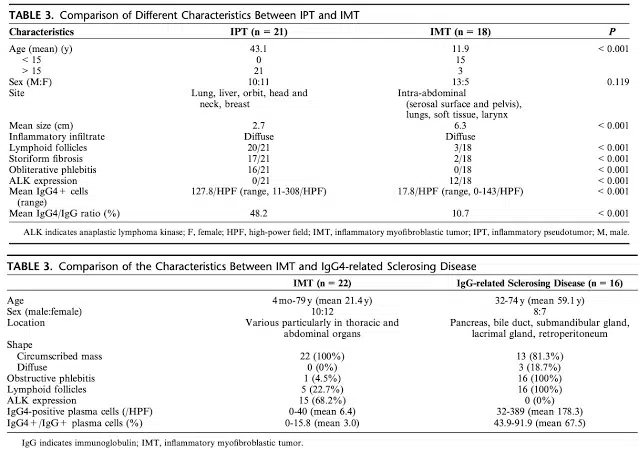 TABLE 3. Comparison of Different Characteristics Between IPT and IMT
Characteristics IPT (n = 21) IMT (n = 18) P
Age (mean) (y) 43.1 11.9 < 0.001
< 15 0 15
> 15 21 3
Sex (M:F) 10:11 13:5 0.119
Site Lung, liver, orbit, head and Intra-abdominal
neck, breast (serosal surface and pelvis),
lungs, soft tissue, larynx
Mean size (cm) 2.7 6.3 < 0.001
Inflammatory infiltrate Diffuse Diffuse
Lymphoid follicles 20/21 3/18 < 0.001
Storiform fibrosis 17/21 2/18 < 0.001
Obliterative phlebitis 16/21 0/18 < 0.001
ALK expression 0/21 12/18 < 0.001
Mean IgG4+ cells 127.8/HPF (range, 11-308/HPF) 17.8/HPF (range, 0-143/HPF) < 0.001
(range)
Mean IgG4/IgG ratio (%) 48.2 10.7 < 0.001
ALK indicates anaplastic lymphoma kinase; F, female; HPF, high-power field; IMT, inflammatory myofibroblastic tumor; IPT, inflammatory pseudotumor; M, male.
TABLE 3. Comparison of the Characteristics Between IMT and IgG4-related Sclerosing Disease
IMT (n = 22) IgG-related Sclerosing Disease (n = 16)
Age 4 mo-79 y (mean 21.4 y) 32-74 y (mean 59.1 y)
Sex (male:female) 10:12 8:7
Location Various particularly in thoracic and Pancreas, bile duct, submandibular gland,
abdominal organs lacrimal gland, retroperitoneum
Shape
Circumscribed mass 22 (100%) 13 (81.3%)
Diffuse 0 (0%) 3 (18.7%)
Obstructive phlebitis 1 (4.5%) 16 (100%)
Lymphoid follicles 5 (22.7%) 16 (100%)
ALK expression 15 (68.2%) 0 (0%)
IgG4-positive plasma cells (/HPF) 0-40 (mean 6.4) 32-389 (mean 178.3)
IgG4+/IgG+ plasma cells (%) 0-15.8 (mean 3.0) 43.9-91.9 (mean 67.5)
IgG indicates immunoglobulin; IMT, inflammatory myofibroblastic tumor.